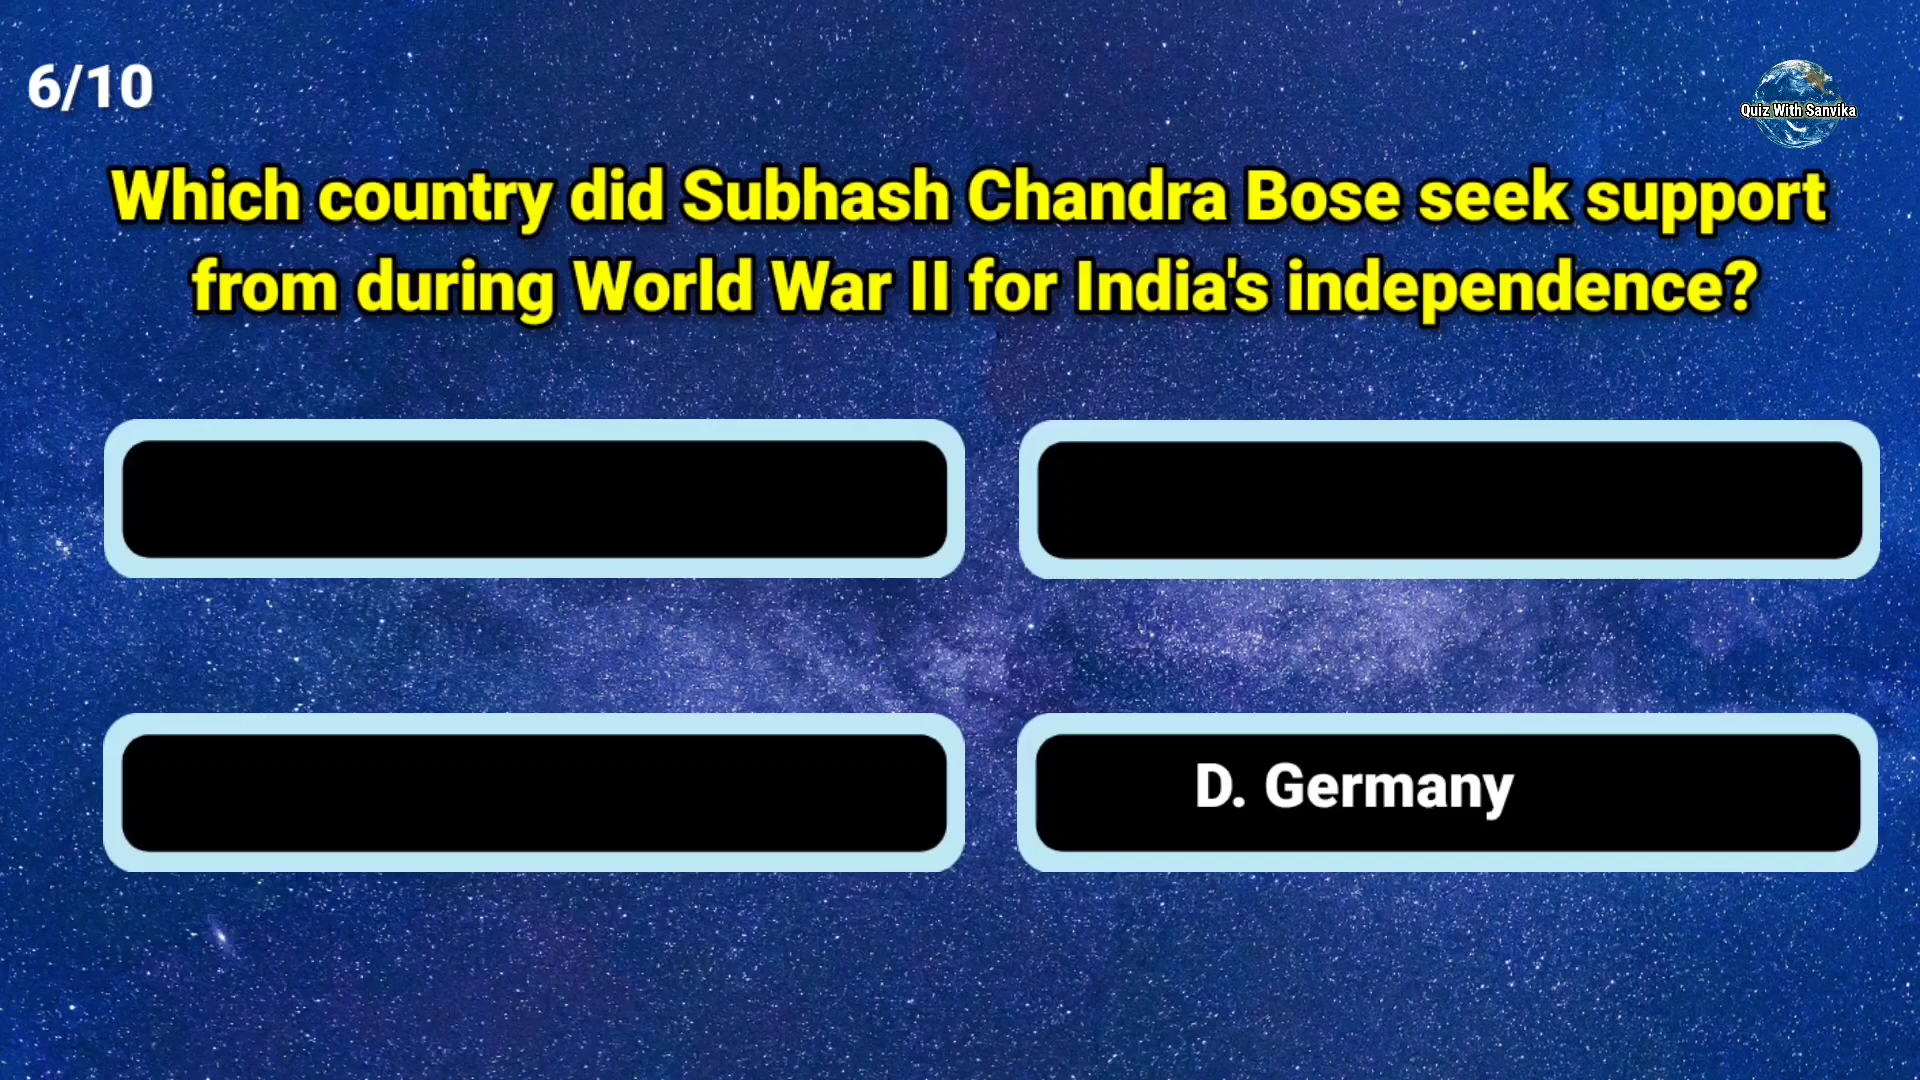 6/10
Quiz With Sanvika
Which country did Subhash Chandra Bose seek support
from during World War II for India's independence?
D. Germany